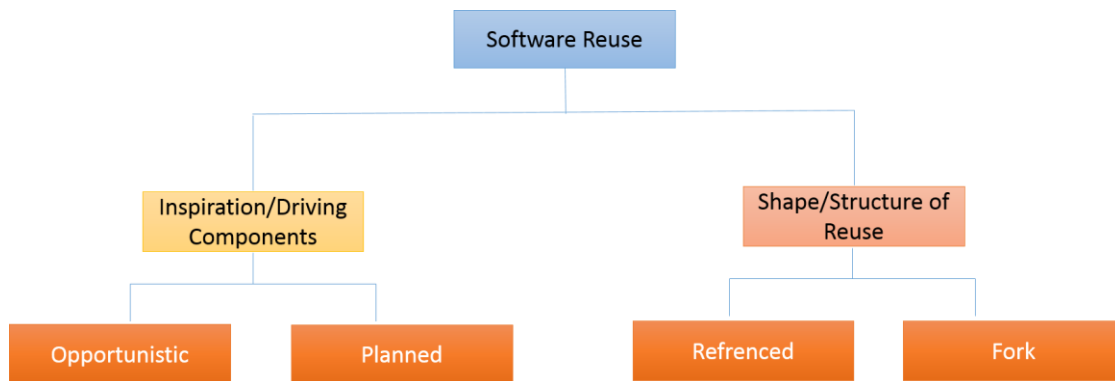 Software Reuse
Inspiration/Driving
Components
Shape/Structure of
Reuse
Opportunistic
Planned
Refrenced
Fork